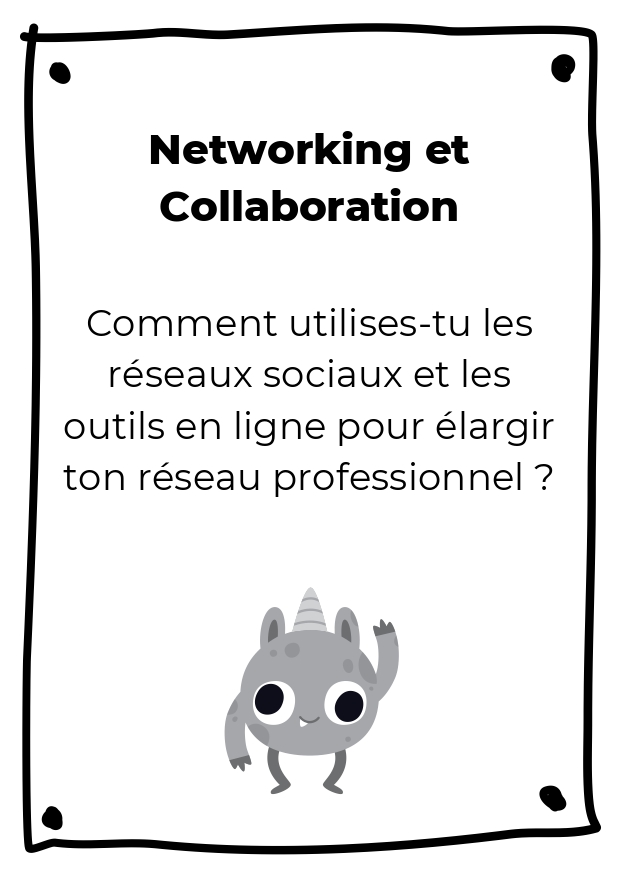 Networking et
Collaboration
Comment utilises-tu les
réseaux sociaux et les
outils en ligne pour élargir
ton réseau professionnel ?